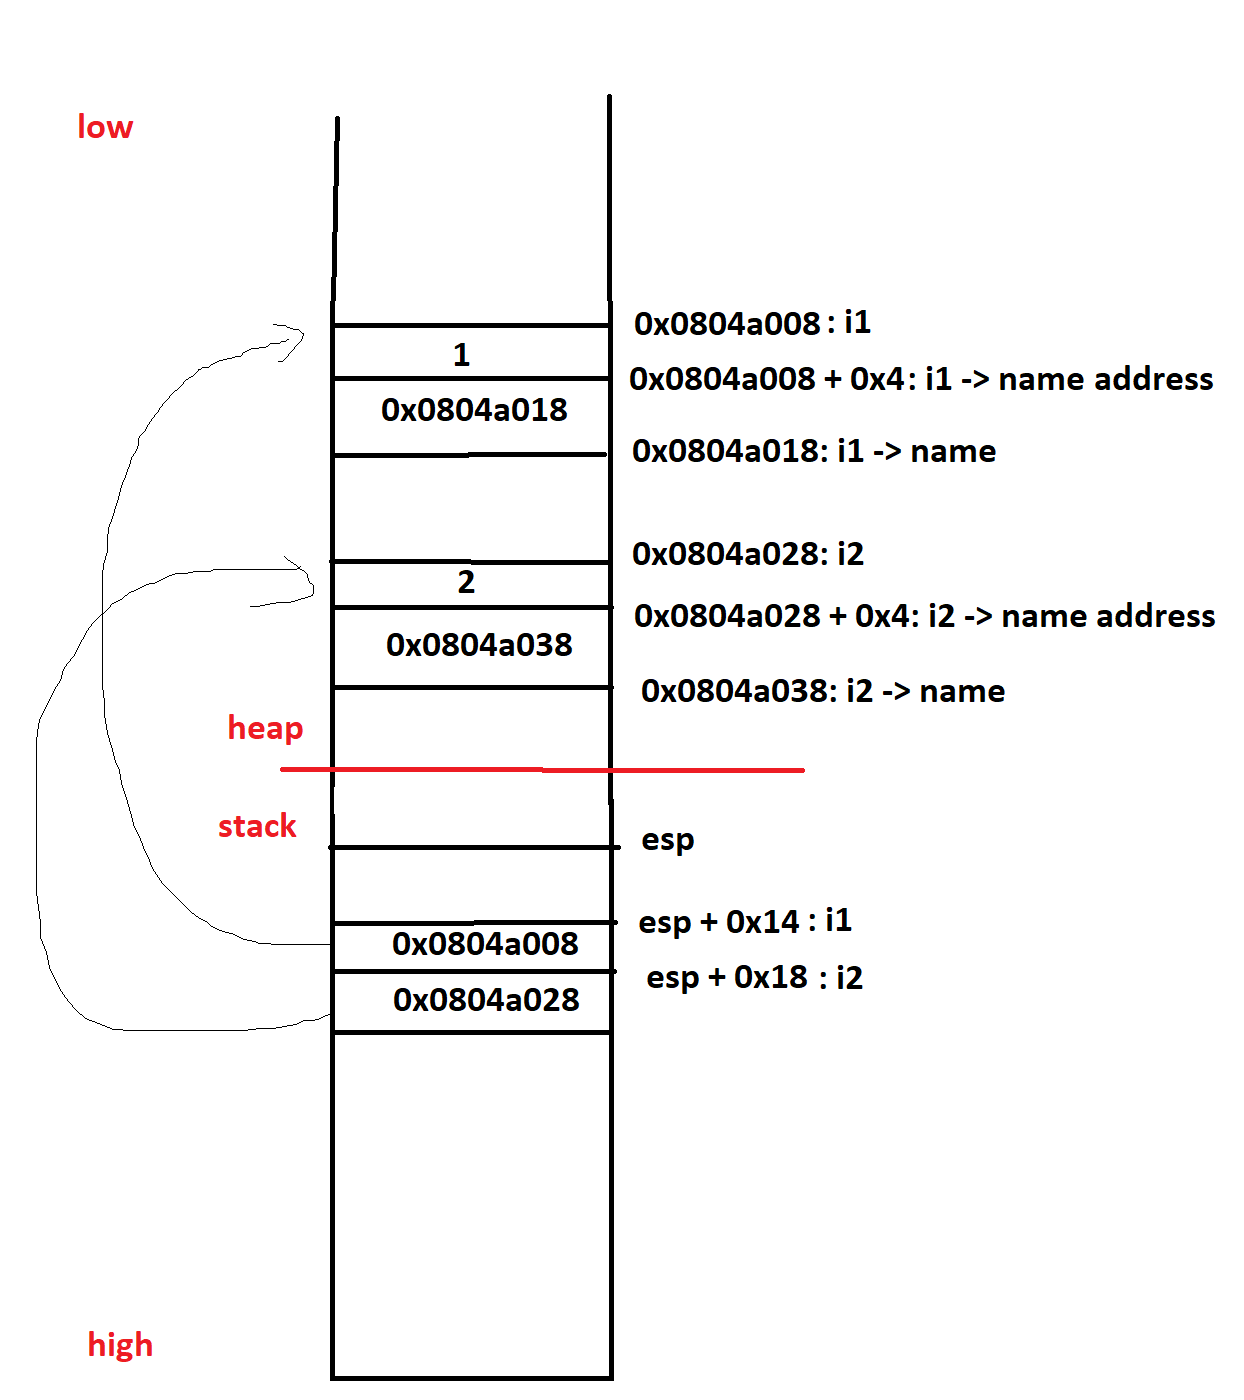 low
0x0804a008 : i1
1
0x0804a008 + 0x4: i1 -> name address
0x0804a018
0x0804a018: i1 -> name
0x0804a028: i2
2
0x0804a028 + 0x4: i2 -> name address
0x0804a038
0x0804a038: i2 -> name
heap
stack
esp
esp + 0x14 : i1
0x0804a008
esp + 0x18 : i2
0x0804a028
high